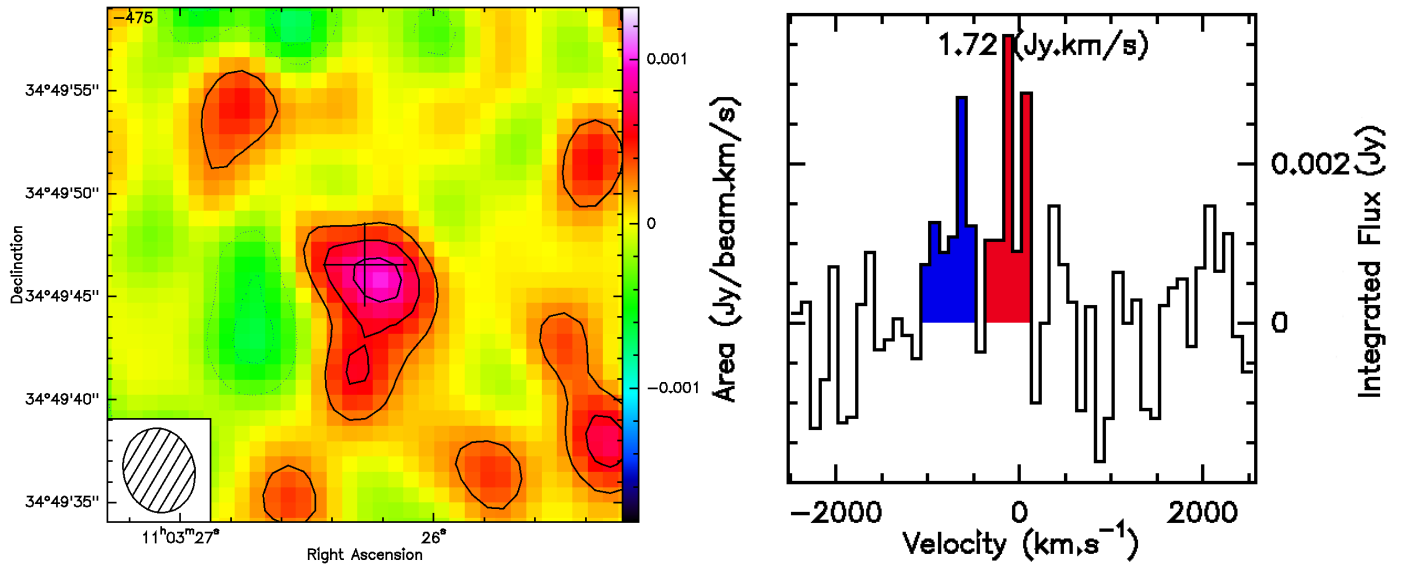 -475
34°49'55"
34°49'50"
34°49'45"
34°49'40"
34°49'35"
Declination
11ʰ03ᵐ27ˢ
26ˢ
Right Ascension
0.001
0
-0.001
Area (Jy/beam.km/s)
1.72 (Jy.km/s)
0.002
0
Integrated Flux (Jy)
-2000
0
2000
Velocity (km.s⁻¹)